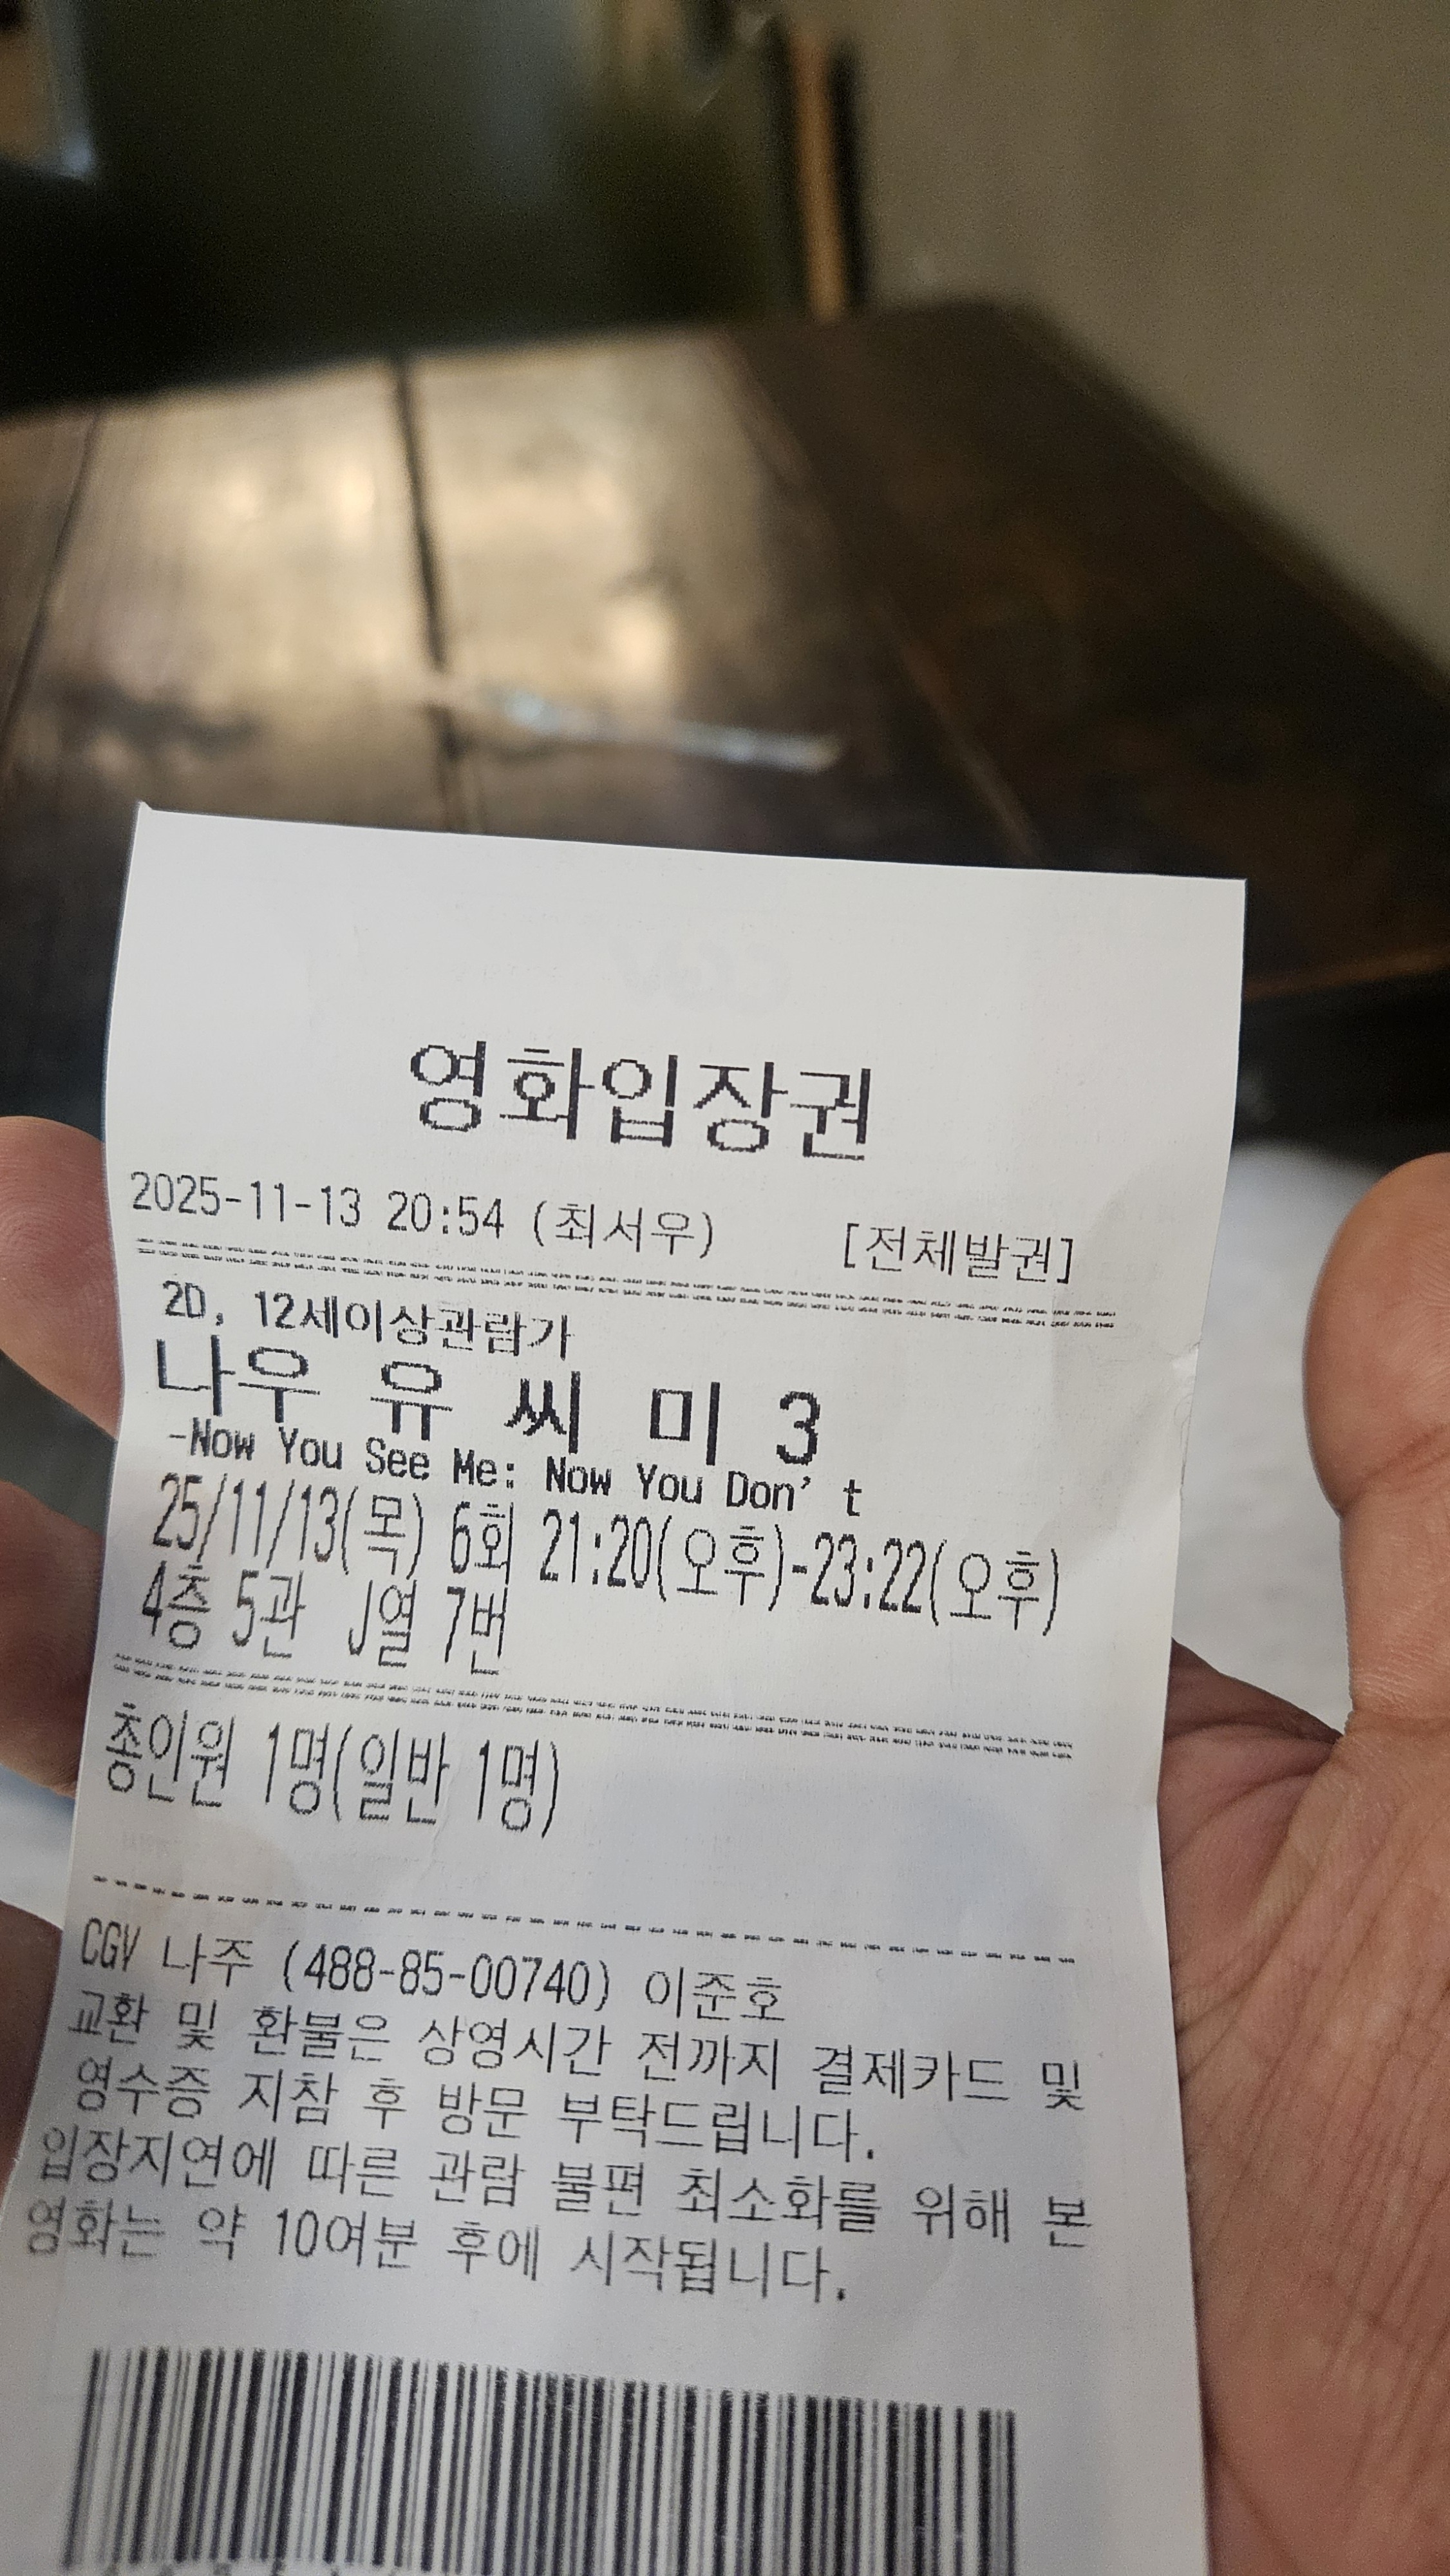 영화입장권
2025-11-13 20:54 (최서우) [전체발권]
2D, 12세이상관람가
나우 유 씨 미 3
-Now You See Me: Now You Don't
25/11/13(목) 6회 21:20(오후)-23:22(오후)
4층 5관 J열 7번
총인원 1명(일반 1명)
CGV 나주 (488-85-00740) 이준호
교환 및 환불은 상영시간 전까지 결제카드 및
영수증 지참 후 방문 부탁드립니다.
입장지연에 따른 관람 불편 최소화를 위해 본
영화는 약 10여분 후에 시작됩니다.